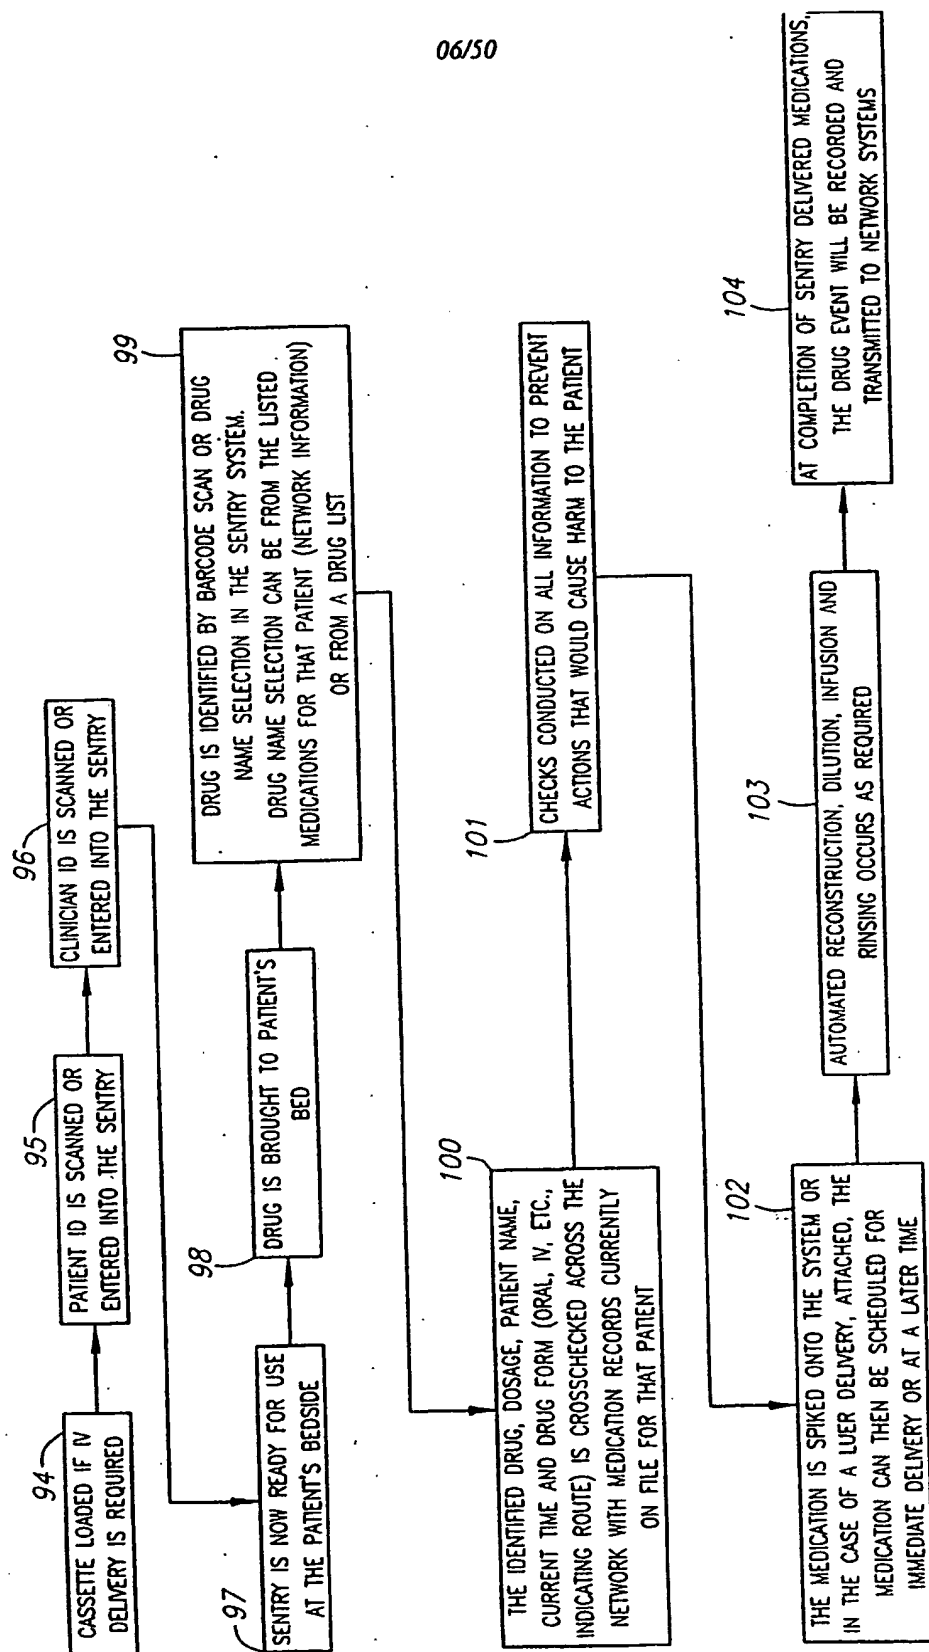 06/50
94
CASSETTE LOADED IF IV
DELIVERY IS REQUIRED
95
PATIENT ID IS SCANNED OR
ENTERED INTO THE SENTRY
96
CLINICIAN ID IS SCANNED OR
ENTERED INTO THE SENTRY
97
SENTRY IS NOW READY FOR USE
AT THE PATIENT'S BEDSIDE
98
DRUG IS BROUGHT TO PATIENT'S
BED
99
DRUG IS IDENTIFIED BY BARCODE SCAN OR DRUG
NAME SELECTION IN THE SENTRY SYSTEM.
DRUG NAME SELECTION CAN BE FROM THE LISTED
MEDICATIONS FOR THAT PATIENT (NETWORK INFORMATION)
OR FROM A DRUG LIST
100
THE IDENTIFIED DRUG, DOSAGE, PATIENT NAME,
CURRENT TIME AND DRUG FORM (ORAL, IV, ETC.,
INDICATING ROUTE) IS CROSSCHECKED ACROSS THE
NETWORK WITH MEDICATION RECORDS CURRENTLY
ON FILE FOR THAT PATIENT
101
CHECKS CONDUCTED ON ALL INFORMATION TO PREVENT
ACTIONS THAT WOULD CAUSE HARM TO THE PATIENT
102
THE MEDICATION IS SPIKED ONTO THE SYSTEM OR
IN THE CASE OF A LUER DELIVERY, ATTACHED, THE
MEDICATION CAN THEN BE SCHEDULED FOR
IMMEDIATE DELIVERY OR AT A LATER TIME
103
AUTOMATED RECONSTRUCTION, DILUTION, INFUSION AND
RINSING OCCURS AS REQUIRED
104
AT COMPLETION OF SENTRY DELIVERED MEDICATIONS,
THE DRUG EVENT WILL BE RECORDED AND
TRANSMITTED TO NETWORK SYSTEMS